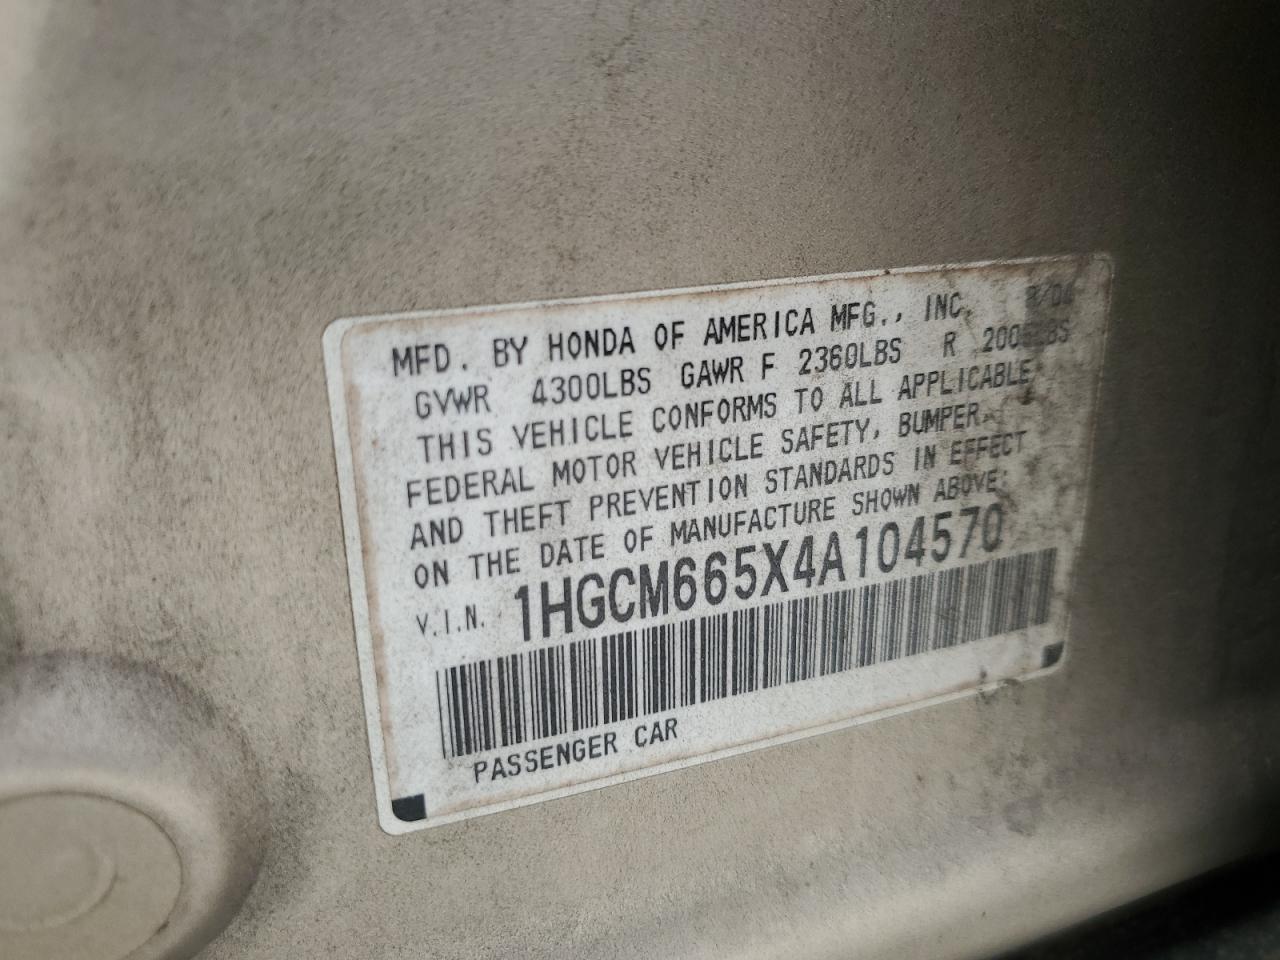 MFD. BY HONDA OF AMERICA MFG., INC.
GVWR 4300LBS GAWR F 2360LBS R
THIS VEHICLE CONFORMS TO ALL APPLICABLE
FEDERAL MOTOR VEHICLE SAFETY, BUMPER,
AND THEFT PREVENTION STANDARDS IN EFFECT
ON THE DATE OF MANUFACTURE SHOWN ABOVE:
V.I.N. 1HGCM665X4A104570
PASSENGER CAR